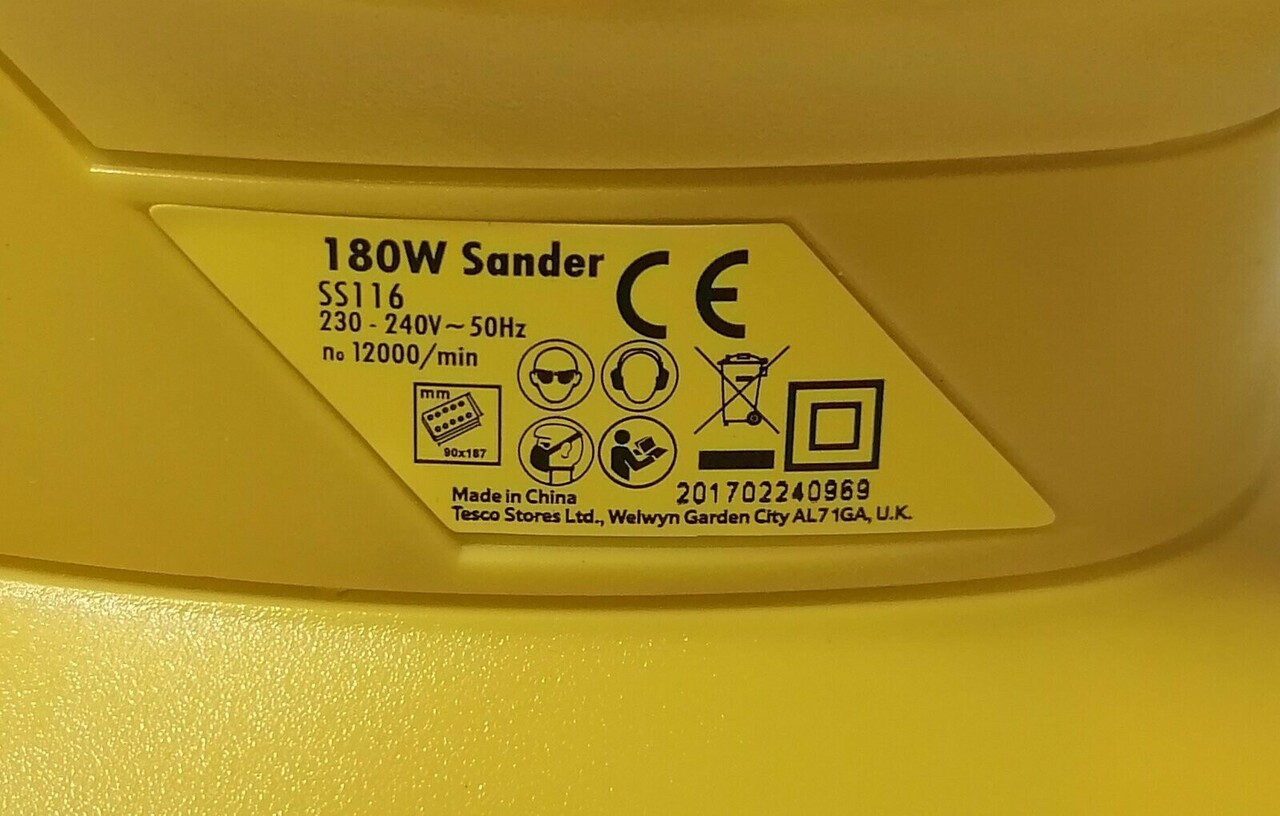 180W Sander
CE
SS116
230 - 240V~50Hz
no 12000/min
mm
90x187
Made in China
201702240969
Tesco Stores Ltd., Welwyn Garden City AL7 1GA, U.K.